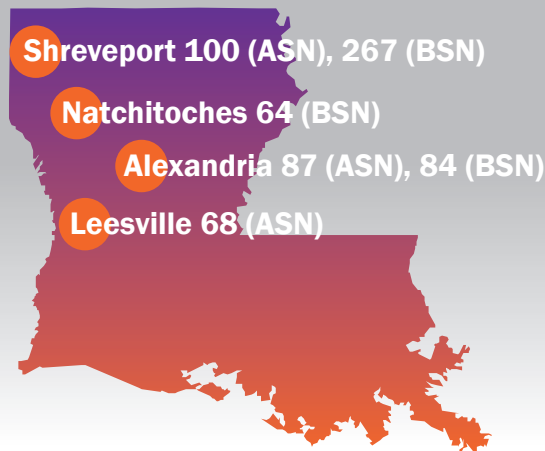 Shreveport 100 (ASN), 267 (BSN)
Natchitoches 64 (BSN)
Alexandria 87 (ASN), 84 (BSN)
Leesville 68 (ASN)